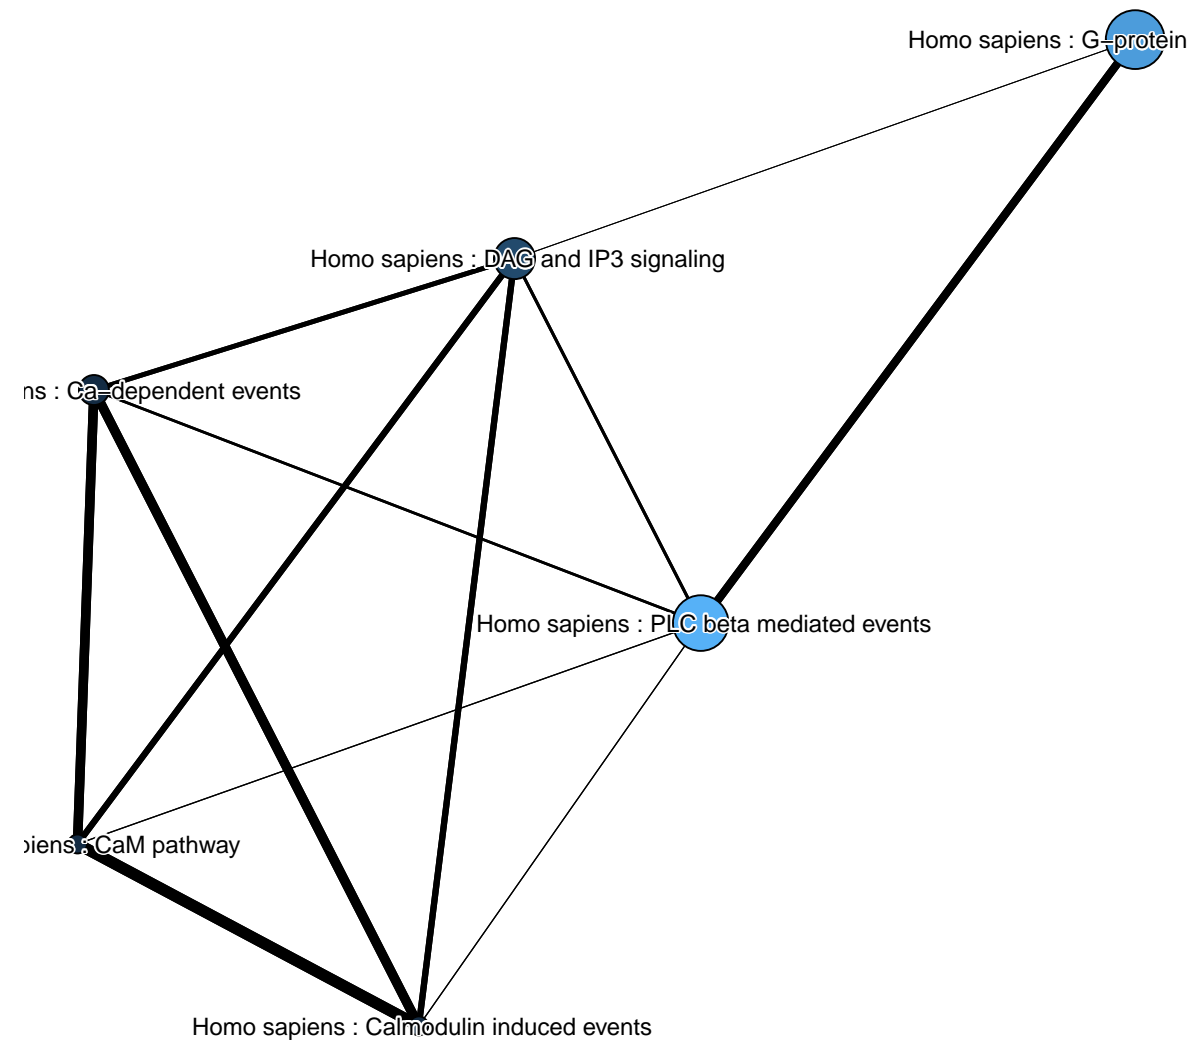 Homo sapiens : G−protein
Homo sapiens : DAG and IP3 signaling
ns : Ca−dependent events
Homo sapiens : PLC beta mediated events
piens : CaM pathway
Homo sapiens : Calmodulin induced events